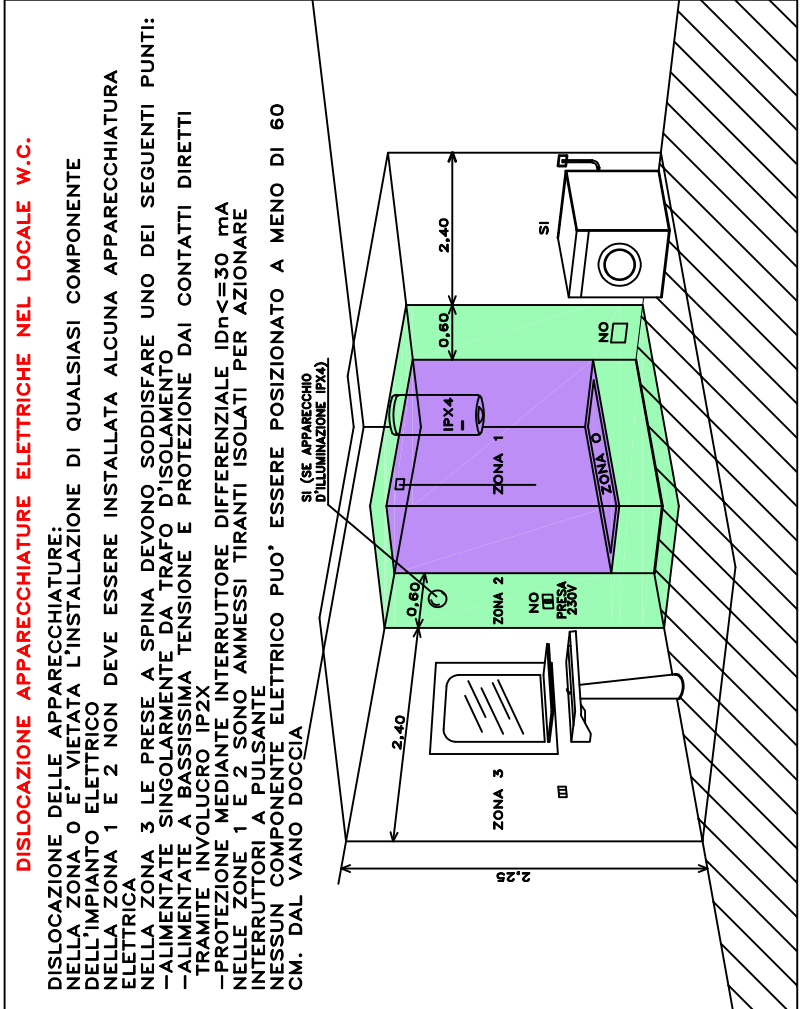 DISLOCAZIONE APPARECCHIATURE ELETTRICHE NEL LOCALE W.C.
DISLOCAZIONE DELLE APPARECCHIATURE:
NELLA ZONA 0 E' VIETATA L'INSTALLAZIONE DI QUALSIASI COMPONENTE
DELL'IMPIANTO ELETTRICO
NELLA ZONA 1 E 2 NON DEVE ESSERE INSTALLATA ALCUNA APPARECCHIATURA
ELETTRICA
NELLA ZONA 3 LE PRESE A SPINA DEVONO SODDISFARE UNO DEI SEGUENTI PUNTI:
-ALIMENTATE SINGOLARMENTE DA TRAFO D'ISOLAMENTO
-ALIMENTATE A BASSISSIMA TENSIONE E PROTEZIONE DAI CONTATTI DIRETTI
TRAMITE INVOLUCRO IP2X
-PROTEZIONE MEDIANTE INTERRUTTORE DIFFERENZIALE IDn<=30 mA
NELLE ZONE 1 E 2 SONO AMMESSI TIRANTI ISOLATI PER AZIONARE
INTERRUTTORI A PULSANTE
NESSUN COMPONENTE ELETTRICO PUO' ESSERE POSIZIONATO A MENO DI 60
CM. DAL VANO DOCCIA
SI (SE APPARECCHIO
D'ILLUMINAZIONE IPX4)
2,40
0,60
0,60
2,40
IPX4
ZONA 1
ZONA 0
ZONA 2
ZONA 3
NO
PRESA
230V
NO
SI
2,25